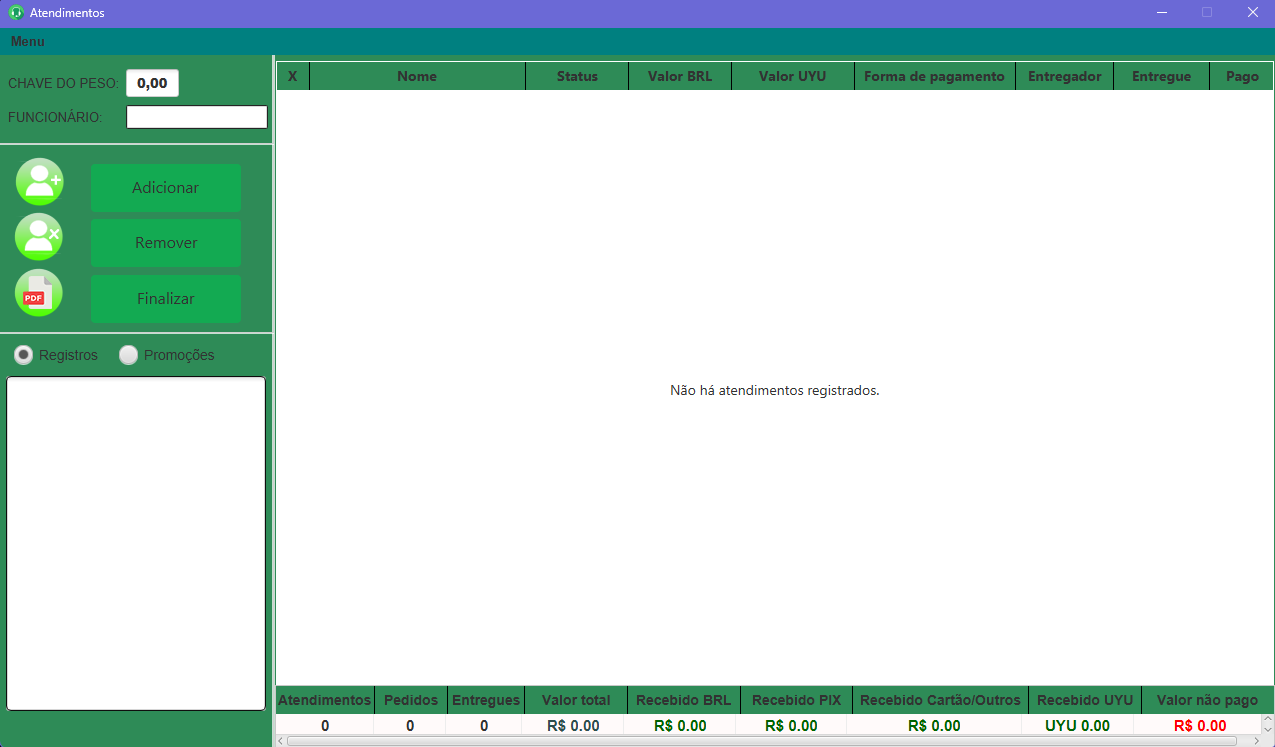 Atendimentos
Menu
CHAVE DO PESO: 0,00
FUNCIONÁRIO:
Adicionar
Remover
PDF Finalizar
Registros Promoções
X Nome Status Valor BRL Valor UYU Forma de pagamento Entregador Entregue Pago
Não há atendimentos registrados.
Atendimentos Pedidos Entregues Valor total Recebido BRL Recebido PIX Recebido Cartão/Outros Recebido UYU Valor não pago
0 0 0 R$ 0.00 R$ 0.00 R$ 0.00 R$ 0.00 UYU 0.00 R$ 0.00